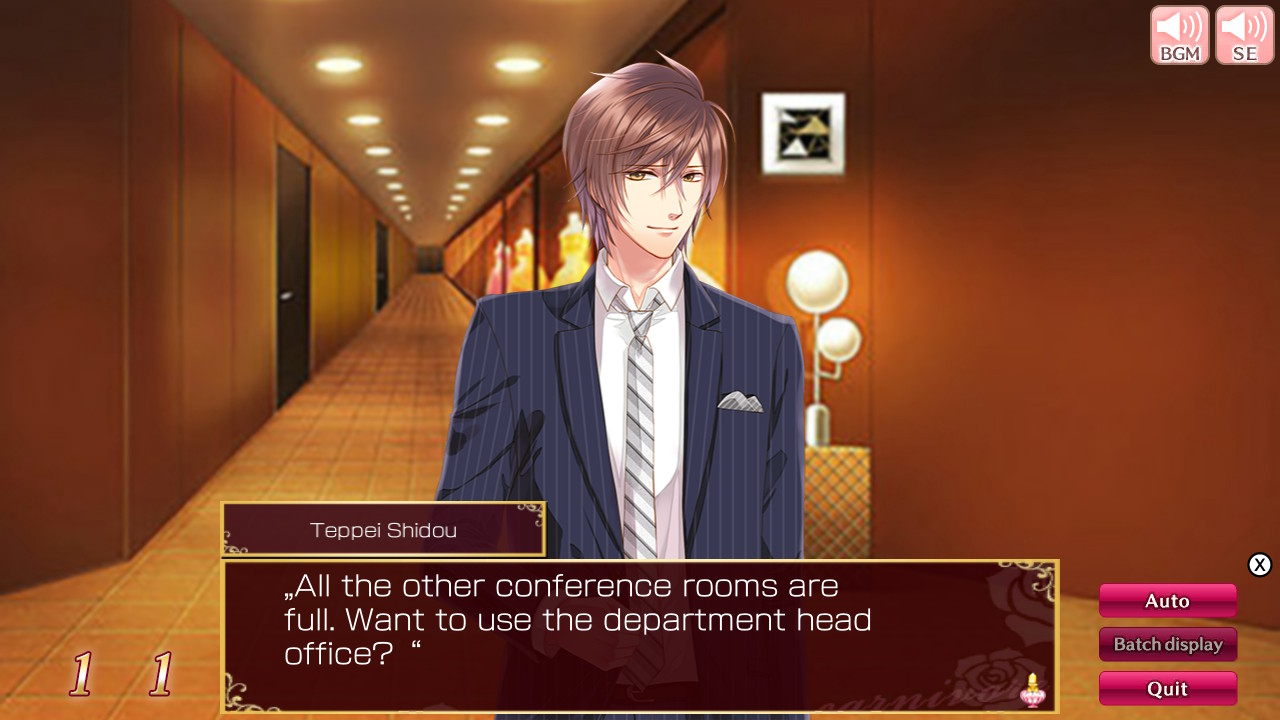 BGM SE
Teppei Shidou
„All the other conference rooms are
full. Want to use the department head
office? “
X
Auto
Batch display
Quit
1 1